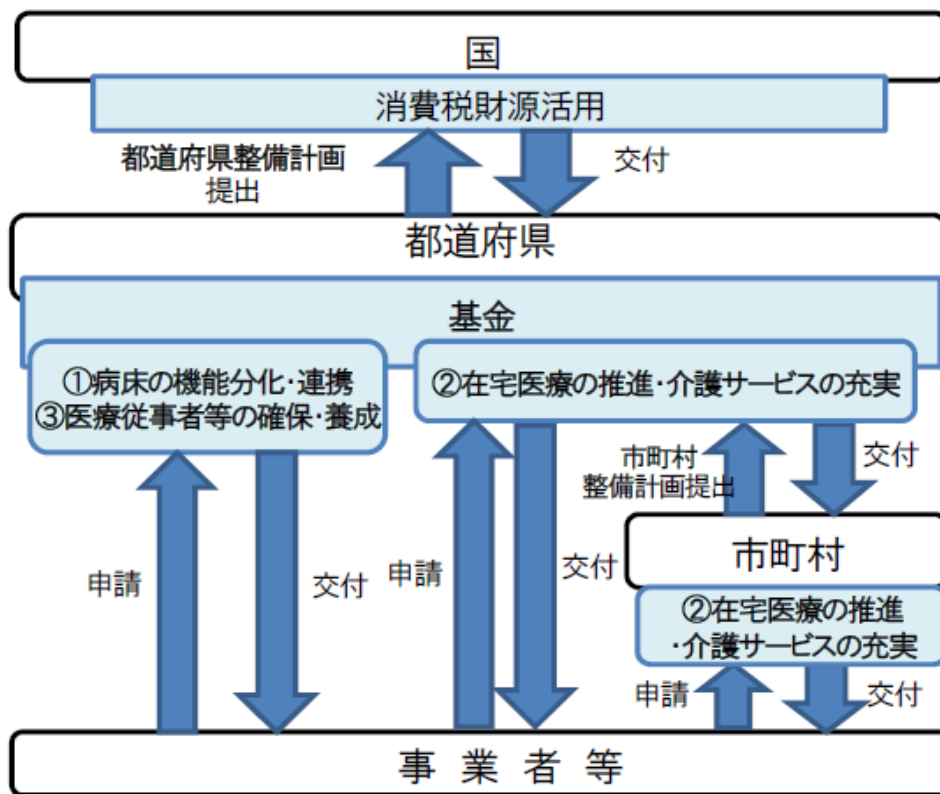 国
消費税財源活用
都道府県整備計画
提出
交付
都道府県
基金
①病床の機能分化・連携
③医療従事者等の確保・養成
②在宅医療の推進・介護サービスの充実
市町村
整備計画提出
交付
申請
交付
申請
交付
市町村
②在宅医療の推進
・介護サービスの充実
申請
交付
事業者等